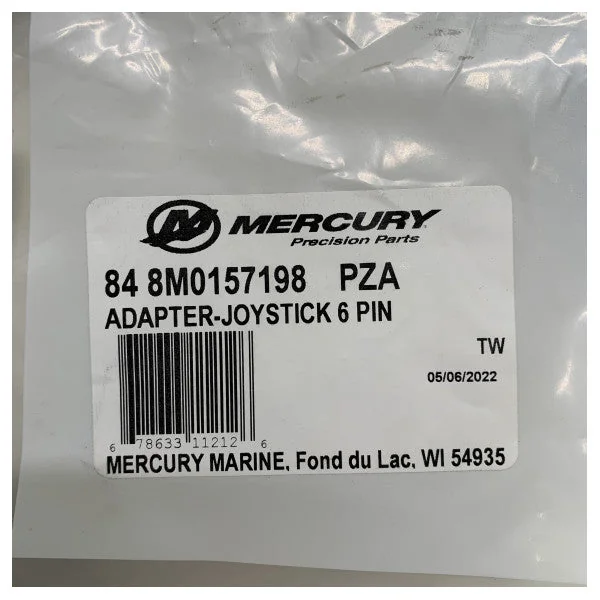 MERCURY
Precision Parts
84 8M0157198 PZA
ADAPTER-JOYSTICK 6 PIN
TW
05/06/2022
6 78633 11212 6
MERCURY MARINE, Fond du Lac, WI 54935